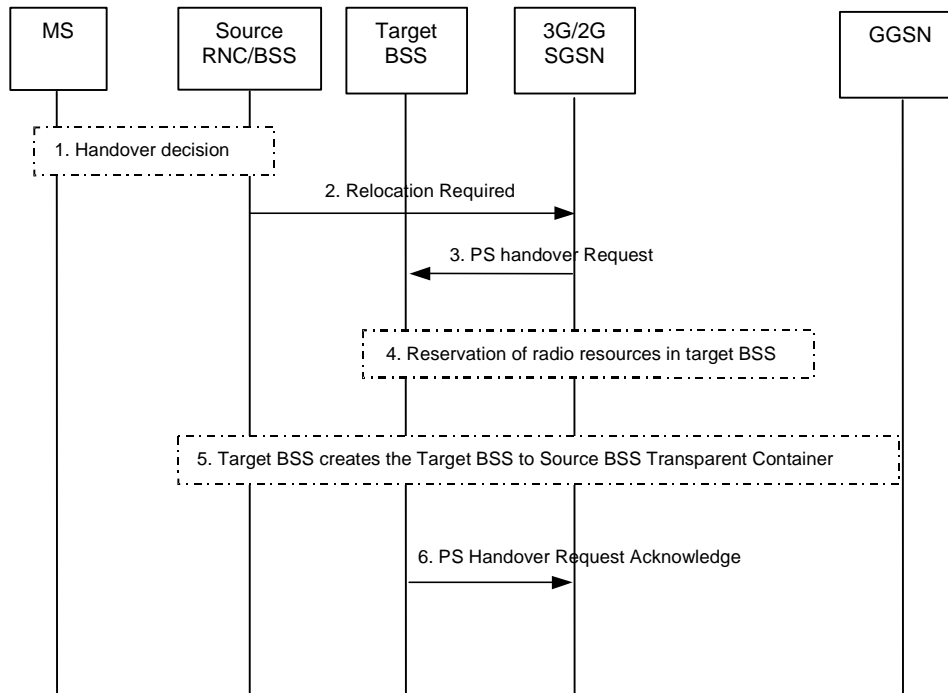 MS
Source
RNC/BSS
Target
BSS
3G/2G
SGSN
GGSN
1. Handover decision
2. Relocation Required
3. PS handover Request
4. Reservation of radio resources in target BSS
5. Target BSS creates the Target BSS to Source BSS Transparent Container
6. PS Handover Request Acknowledge